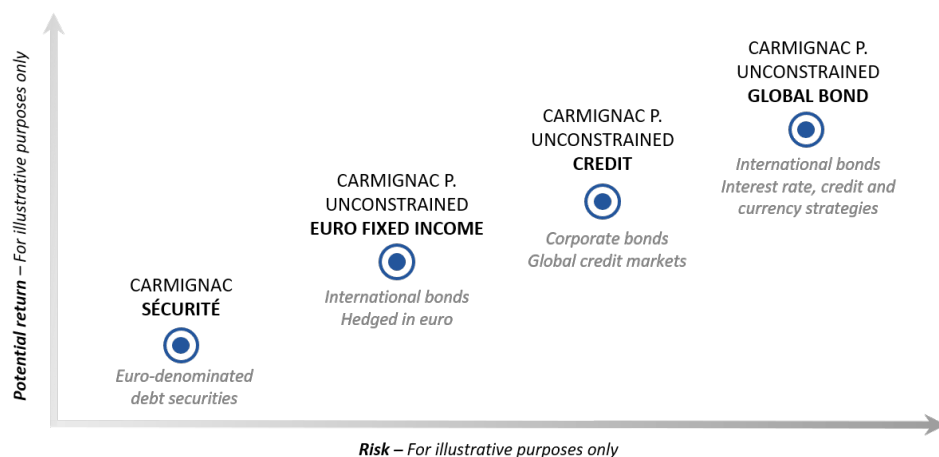 Potential return – For illustrative purposes only
CARMIGNAC
SÉCURITÉ
Euro-denominated
debt securities
CARMIGNAC P.
UNCONSTRAINED
EURO FIXED INCOME
International bonds
Hedged in euro
CARMIGNAC P.
UNCONSTRAINED
CREDIT
Corporate bonds
Global credit markets
CARMIGNAC P.
UNCONSTRAINED
GLOBAL BOND
International bonds
Interest rate, credit and
currency strategies
Risk – For illustrative purposes only